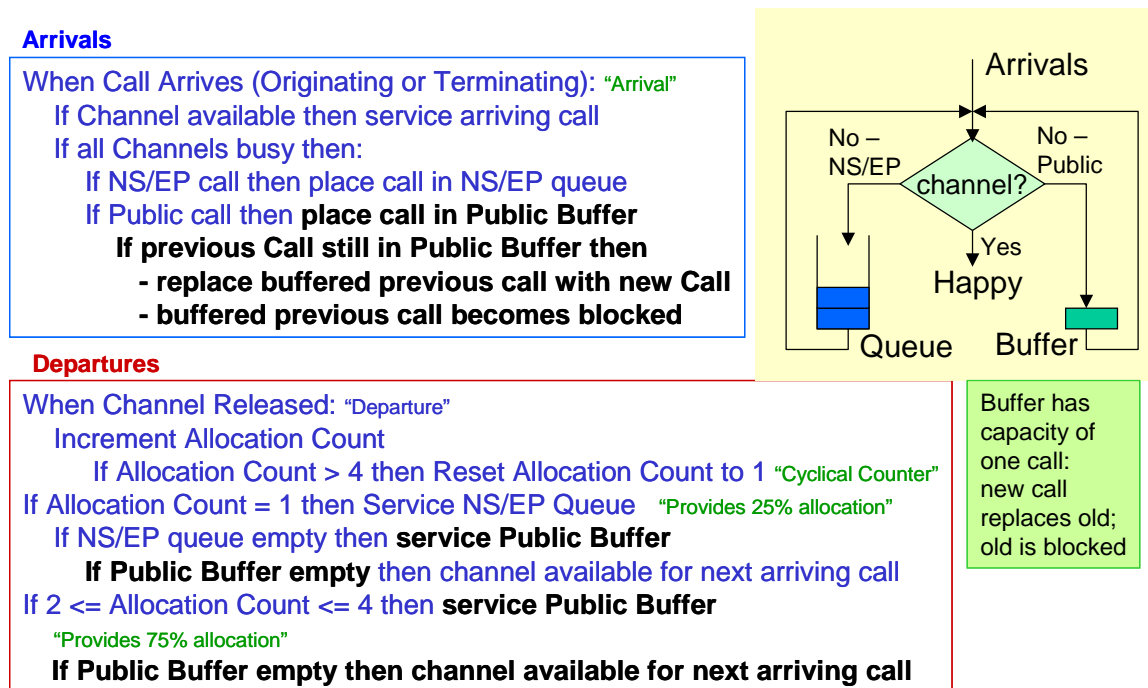 Arrivals
When Call Arrives (Originating or Terminating): “Arrival”
If Channel available then service arriving call
If all Channels busy then:
If NS/EP call then place call in NS/EP queue
If Public call then place call in Public Buffer
If previous Call still in Public Buffer then
- replace buffered previous call with new Call
- buffered previous call becomes blocked
Arrivals
No –
NS/EP
No –
Public
channel?
Yes
Happy
Queue
Buffer
Departures
When Channel Released: “Departure”
Increment Allocation Count
If Allocation Count > 4 then Reset Allocation Count to 1 “Cyclical Counter”
If Allocation Count = 1 then Service NS/EP Queue “Provides 25% allocation”
If NS/EP queue empty then service Public Buffer
If Public Buffer empty then channel available for next arriving call
If 2 <= Allocation Count <= 4 then service Public Buffer
“Provides 75% allocation”
If Public Buffer empty then channel available for next arriving call
Buffer has
capacity of
one call:
new call
replaces old;
old is blocked